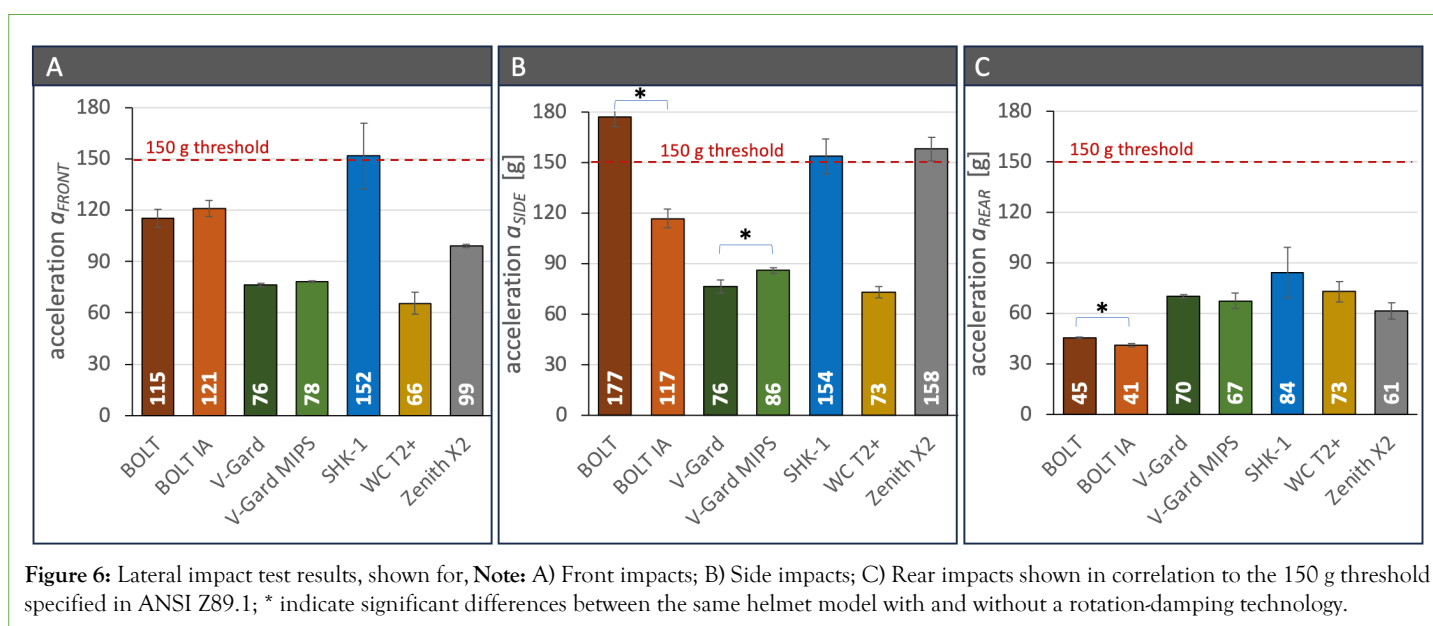 A
180
150
120
90
60
30
0
acceleration aFRONT
150 g threshold
115
121
76
78
152
66
99
BOLT
BOLT IA
V-Gard
V-Gard MIPS
SHK-1
WC T2+
Zenith X2
B
180
150
120
90
60
30
0
acceleration aSIDE [g]
*
150 g threshold
*
177
117
76
86
154
73
158
BOLT
BOLT IA
V-Gard
V-Gard MIPS
SHK-1
WC T2+
Zenith X2
C
180
150
120
90
60
30
0
acceleration aREAR [g]
150 g threshold
*
45
41
70
67
84
73
61
BOLT
BOLT IA
V-Gard
V-Gard MIPS
SHK-1
WC T2+
Zenith X2
Figure 6: Lateral impact test results, shown for, Note: A) Front impacts; B) Side impacts; C) Rear impacts shown in correlation to the 150 g threshold
specified in ANSI Z89.1; * indicate significant differences between the same helmet model with and without a rotation-damping technology.